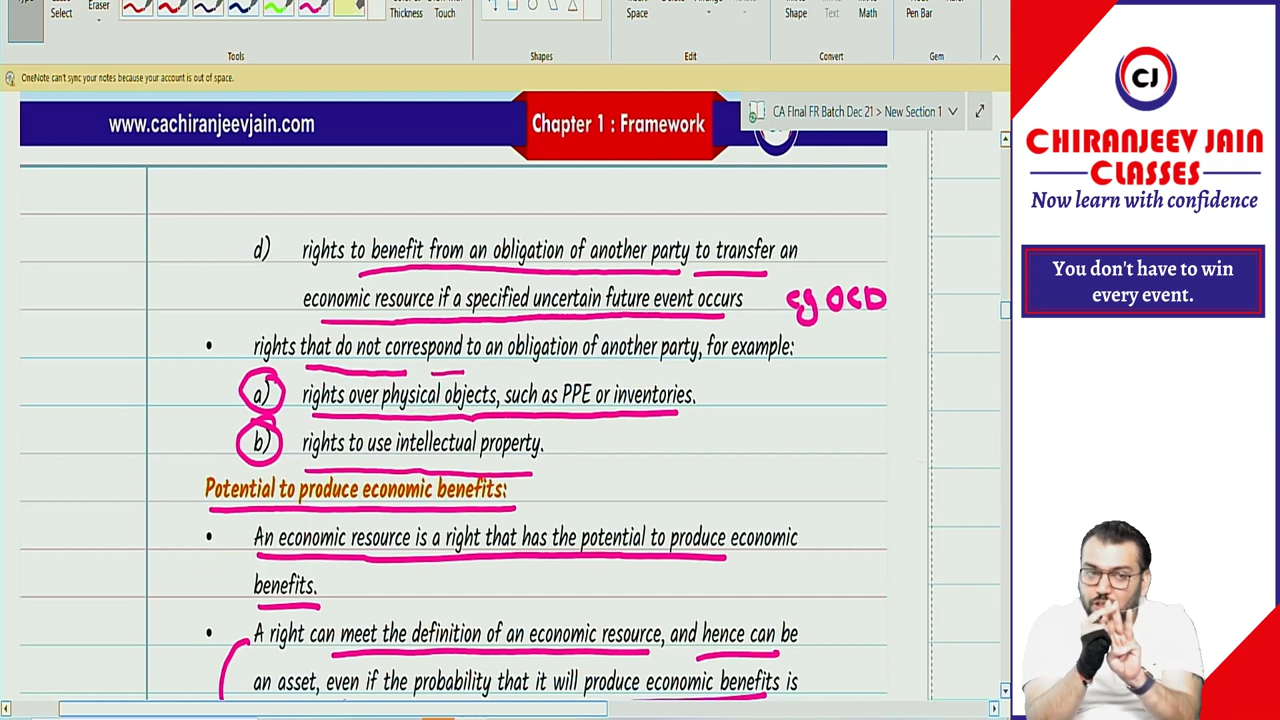 Type
Select
Eraser
Thickness
Touch
Space
Shape
Text
Math
Pen Bar
Tools
Shapes
Edit
Convert
Gem
OneNote can't sync your notes because your account is out of space.
www.cachiranjeevjain.com
Chapter 1 : Framework
CA FInal FR Batch Dec 21 > New Section 1
d) rights to benefit from an obligation of another party to transfer an
economic resource if a specified uncertain future event occurs
eg OCD
• rights that do not correspond to an obligation of another party, for example:
a) rights over physical objects, such as PPE or inventories.
b) rights to use intellectual property.
Potential to produce economic benefits:
• An economic resource is a right that has the potential to produce economic
benefits.
• A right can meet the definition of an economic resource, and hence can be
an asset, even if the probability that it will produce economic benefits is
CJ
CHIRANJEEV JAIN
CLASSES
Now learn with confidence
You don't have to win
every event.